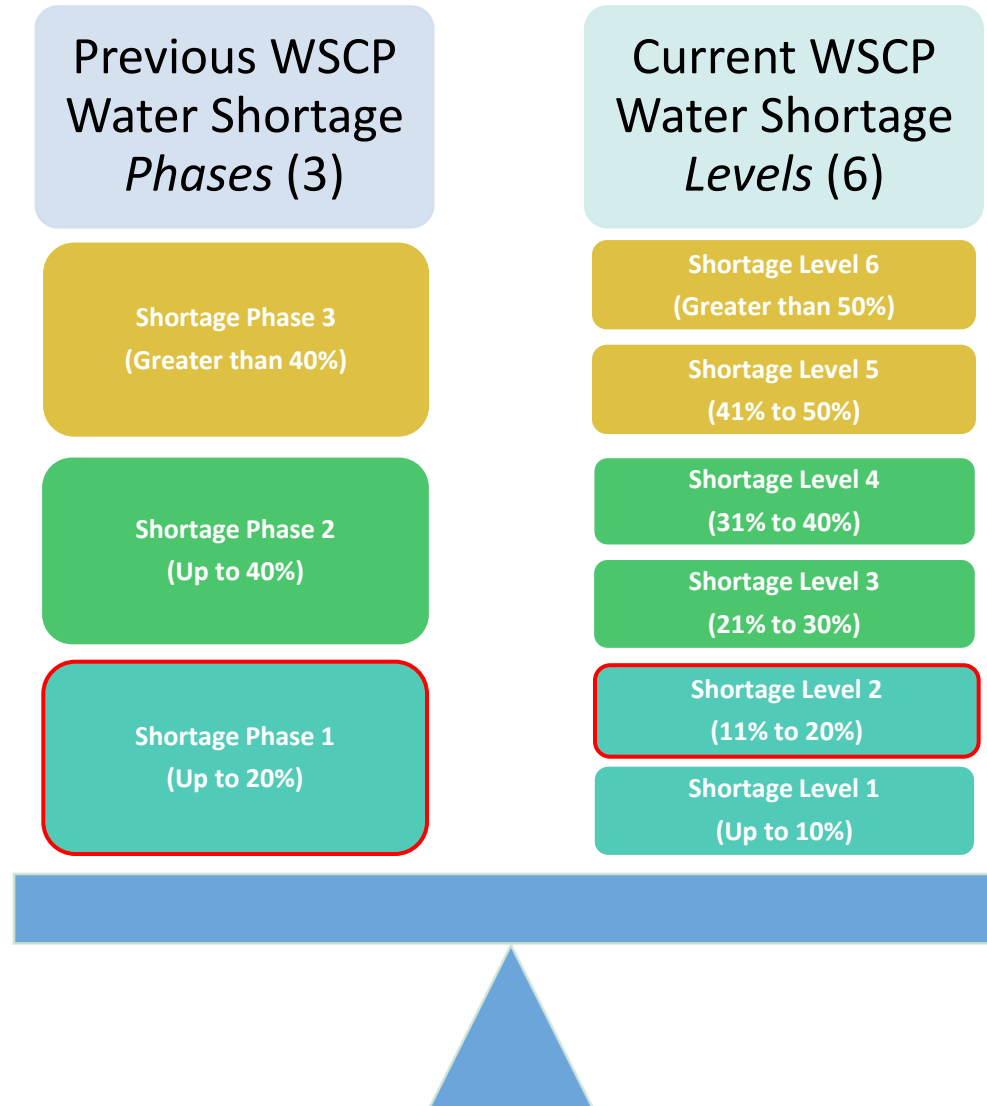 Previous WSCP
Water Shortage
Phases (3)
Shortage Phase 3
(Greater than 40%)
Shortage Phase 2
(Up to 40%)
Shortage Phase 1
(Up to 20%)
Current WSCP
Water Shortage
Levels (6)
Shortage Level 6
(Greater than 50%)
Shortage Level 5
(41% to 50%)
Shortage Level 4
(31% to 40%)
Shortage Level 3
(21% to 30%)
Shortage Level 2
(11% to 20%)
Shortage Level 1
(Up to 10%)